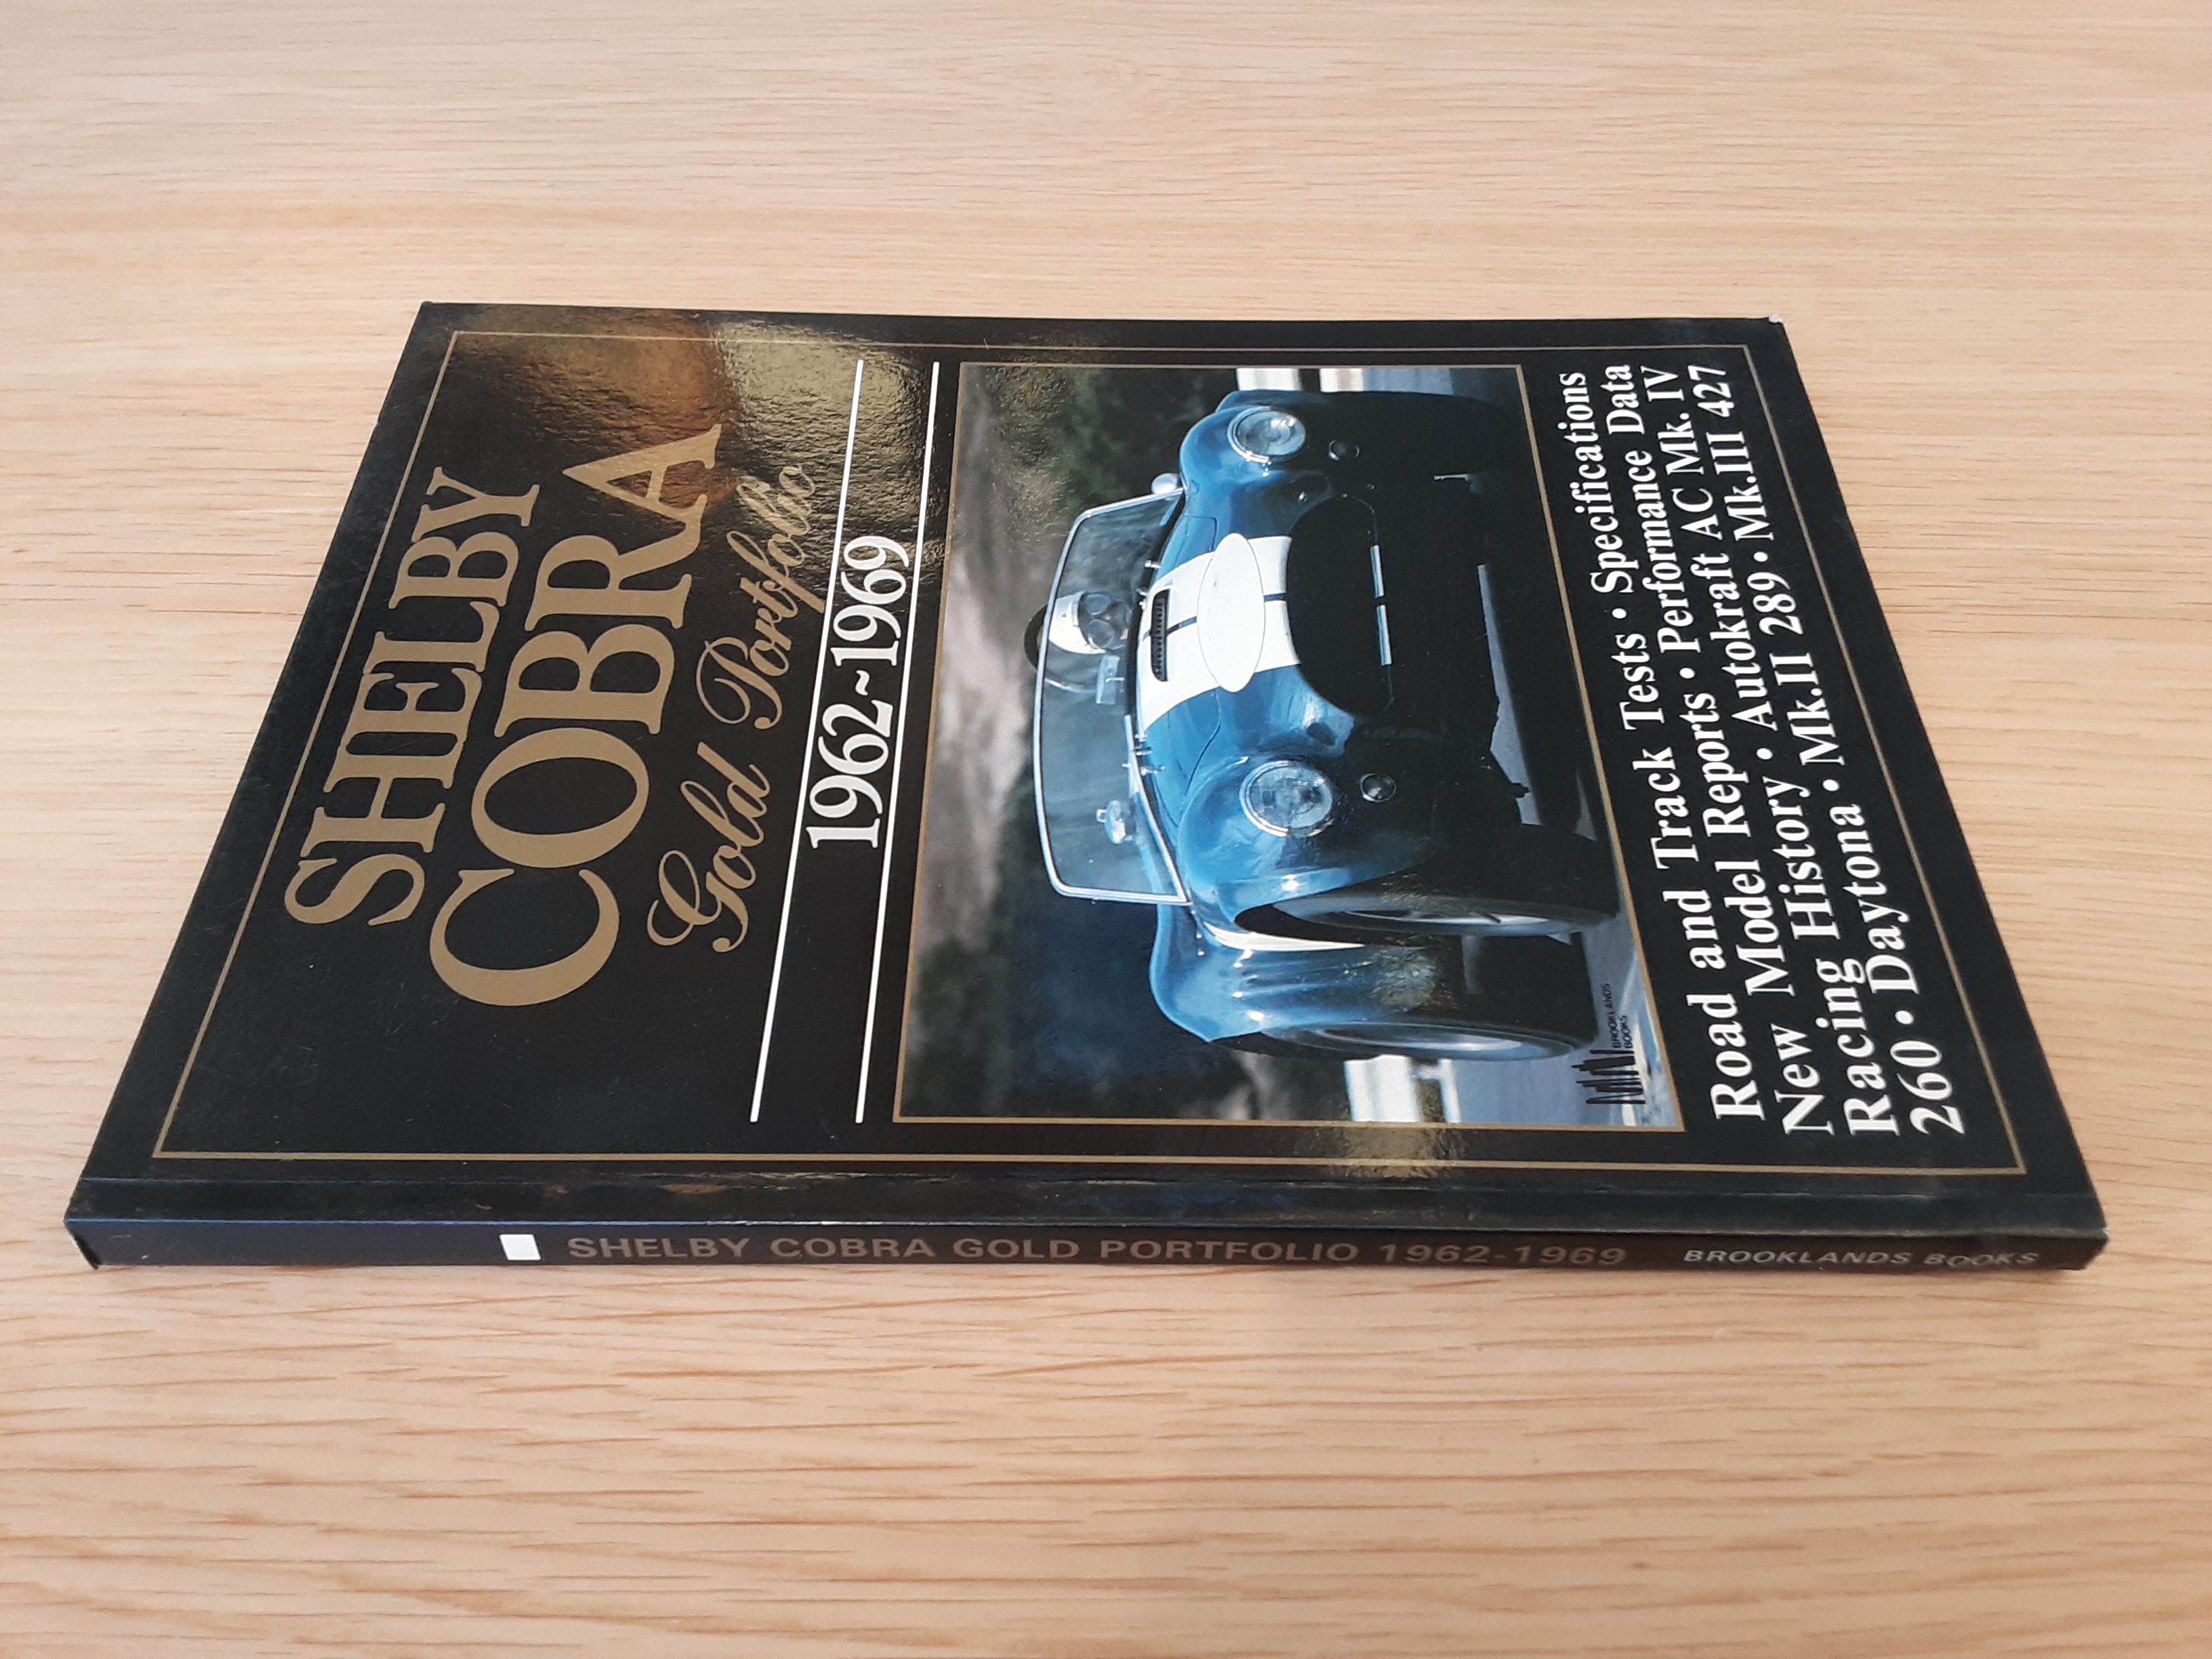 SHELBY
COBRA
Gold Portfolio
1962~1969
BROOKLANDS
BOOKS
Road and Track Tests • Specifications
New Model Reports • Performance Data
Racing History • Autokraft AC Mk. IV
260 • Daytona • Mk.II 289 • Mk.III 427
SHELBY COBRA GOLD PORTFOLIO 1962-1969 BROOKLANDS BOOKS